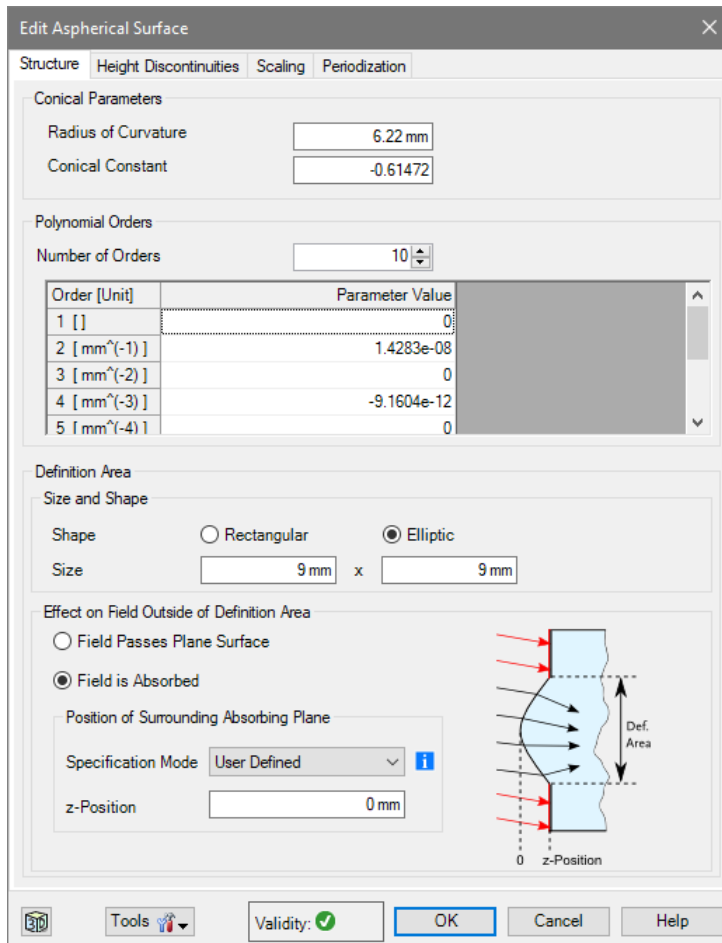 Edit Aspherical Surface
Structure Height Discontinuities Scaling Periodization
Conical Parameters
Radius of Curvature 6.22 mm
Conical Constant -0.61472
Polynomial Orders
Number of Orders 10
Order [Unit] Parameter Value
1 [] 0
2 [ mm^(-1) ] 1.4283e-08
3 [ mm^(-2) ] 0
4 [ mm^(-3) ] -9.1604e-12
5 [ mm^(-4) ] 0
Definition Area
Size and Shape
Shape Rectangular Elliptic
Size 9 mm x 9 mm
Effect on Field Outside of Definition Area
Field Passes Plane Surface
Field is Absorbed
Position of Surrounding Absorbing Plane
Specification Mode User Defined
z-Position 0 mm
Def.
Area
0 z-Position
3D Tools Validity: OK Cancel Help